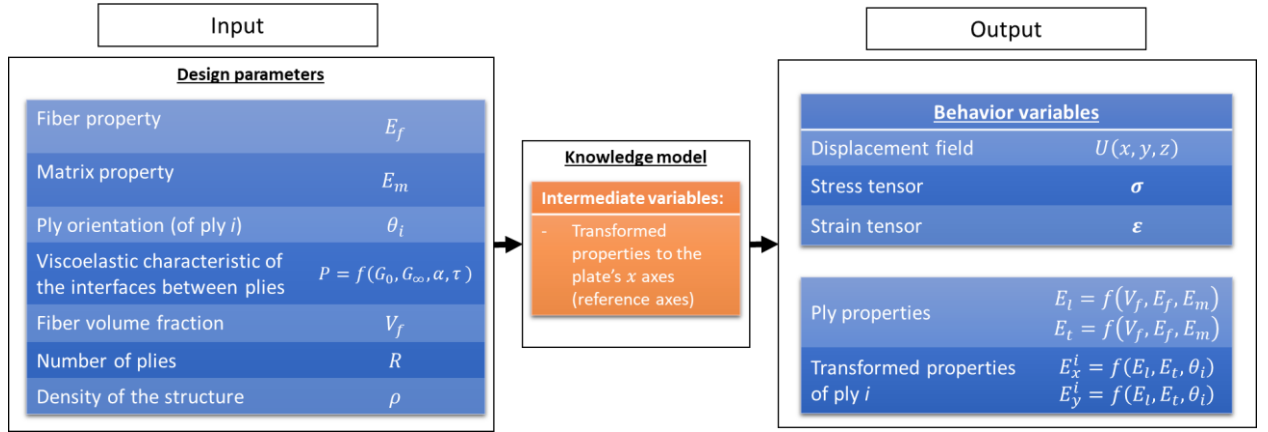 Input
Output
Design parameters
Fiber property E_f
Matrix property E_m
Ply orientation (of ply i) θ_i
Viscoelastic characteristic of
the interfaces between plies P = f(G_0, G_∞, α, τ)
Fiber volume fraction V_f
Number of plies R
Density of the structure ρ
Knowledge model
Intermediate variables:
- Transformed
properties to the
plate's x axes
(reference axes)
Behavior variables
Displacement field U(x, y, z)
Stress tensor σ
Strain tensor ε
Ply properties
E_l = f(V_f, E_f, E_m)
E_t = f(V_f, E_f, E_m)
Transformed properties
of ply i
E_x^i = f(E_l, E_t, θ_i)
E_y^i = f(E_l, E_t, θ_i)